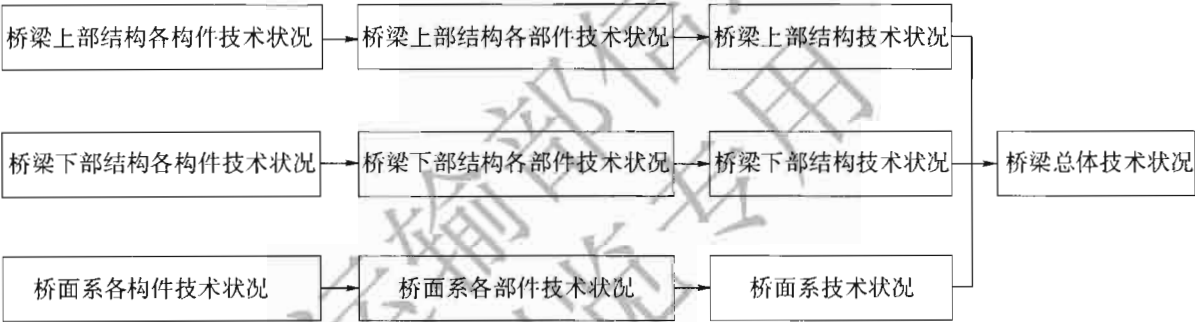 桥梁上部结构各构件技术状况
桥梁上部结构各部件技术状况
桥梁上部结构技术状况
桥梁下部结构各构件技术状况
桥梁下部结构各部件技术状况
桥梁下部结构技术状况
桥梁总体技术状况
桥面系各构件技术状况
桥面系各部件技术状况
桥面系技术状况